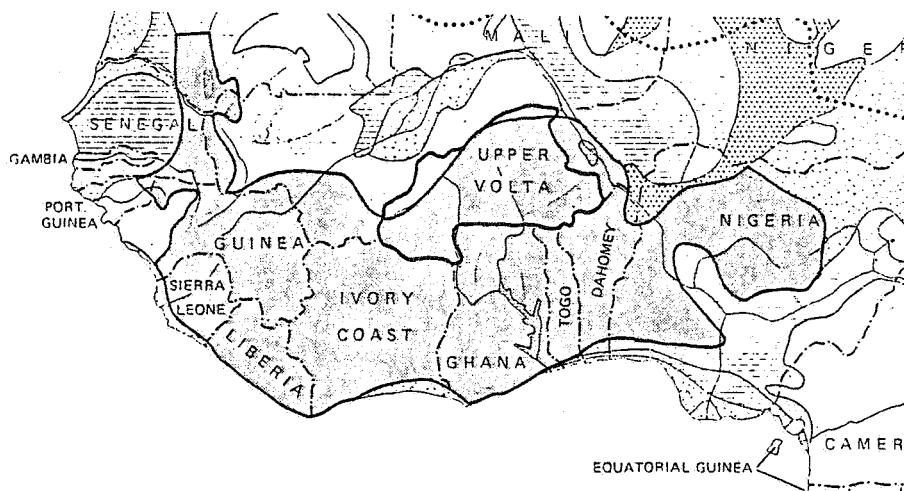 MALI
NIGER
SENEGAL
GAMBIA
PORT
GUINEA
GUINEA
SIERRA
LEONE
LIBERIA
IVORY
COAST
UPPER
VOLTA
GHANA
TOGO
DAHOMEY
NIGERIA
CAMER
EQUATORIAL GUINEA